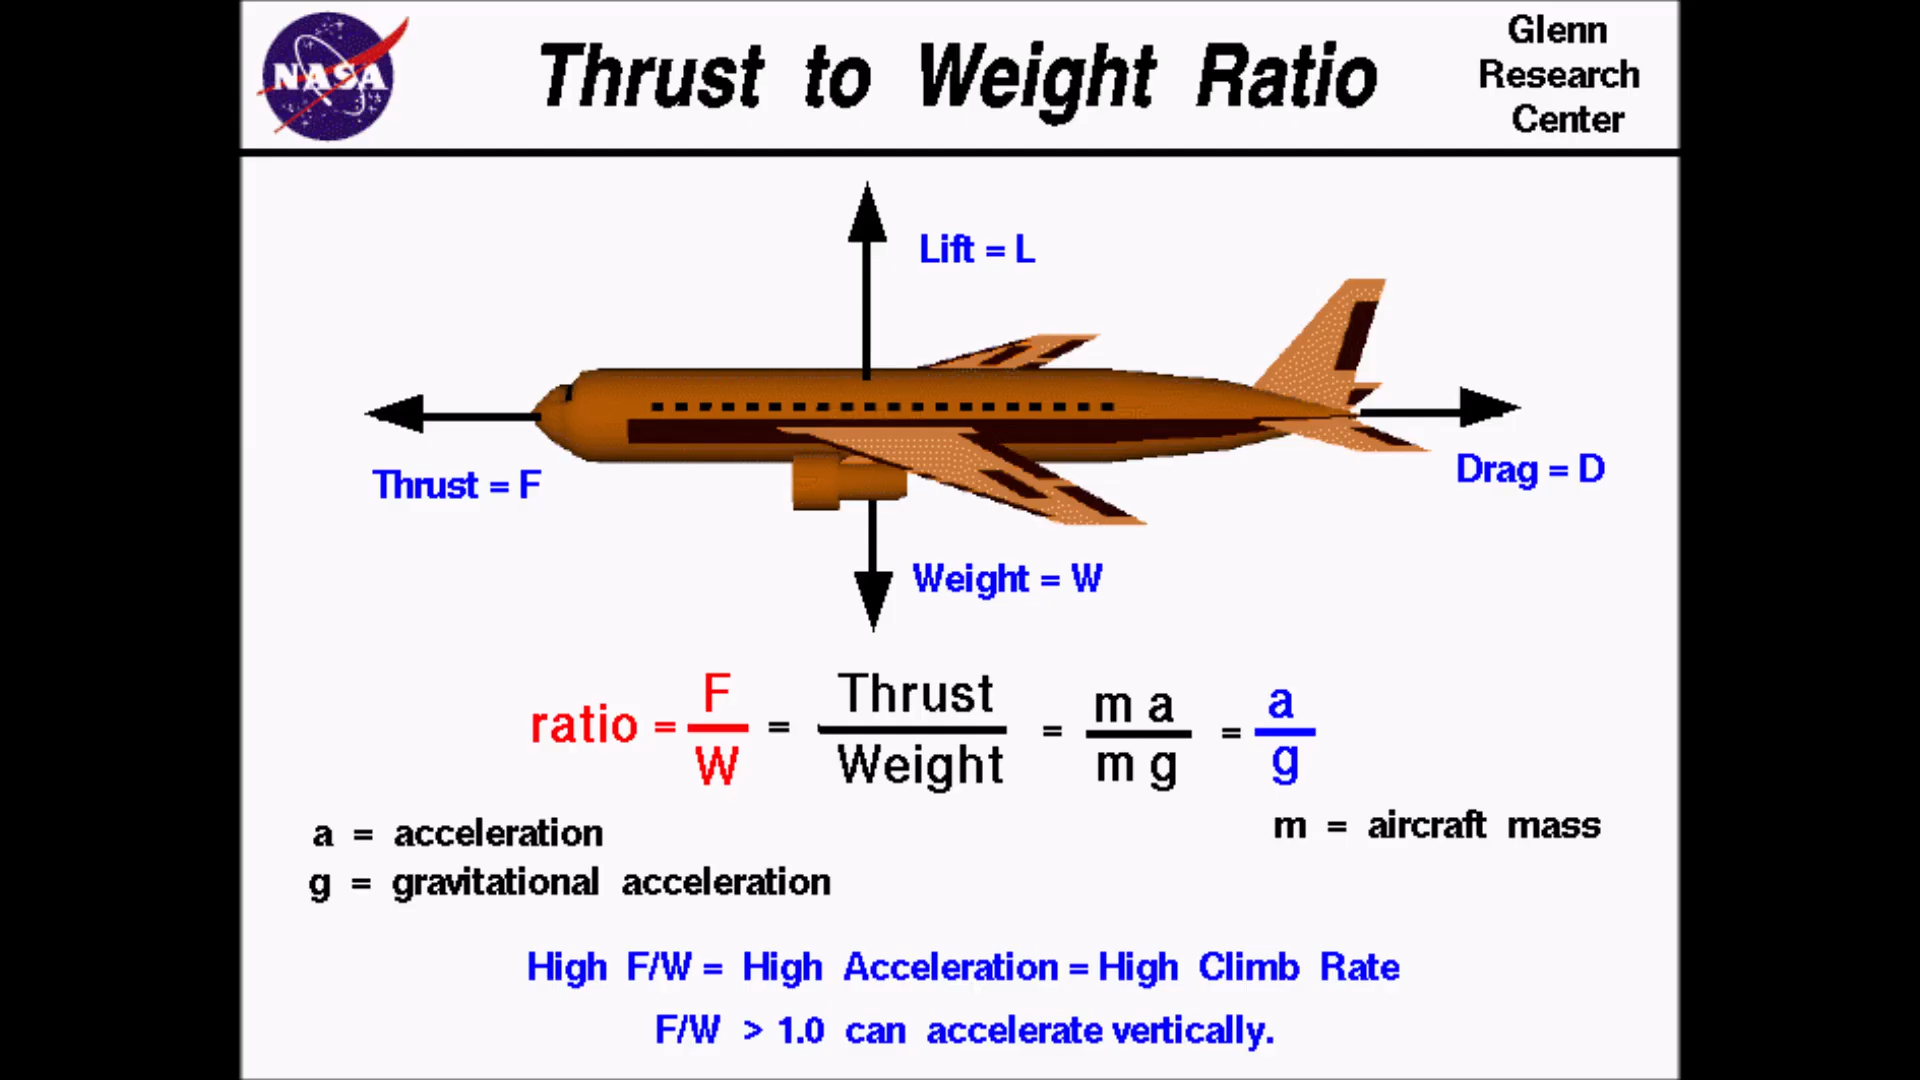 NASA
Thrust to Weight Ratio
Glenn
Research
Center
Lift = L
Thrust = F
Drag = D
Weight = W
ratio = F/W = Thrust/Weight = m a/m g = a/g
a = acceleration
m = aircraft mass
g = gravitational acceleration
High F/W = High Acceleration = High Climb Rate
F/W > 1.0 can accelerate vertically.